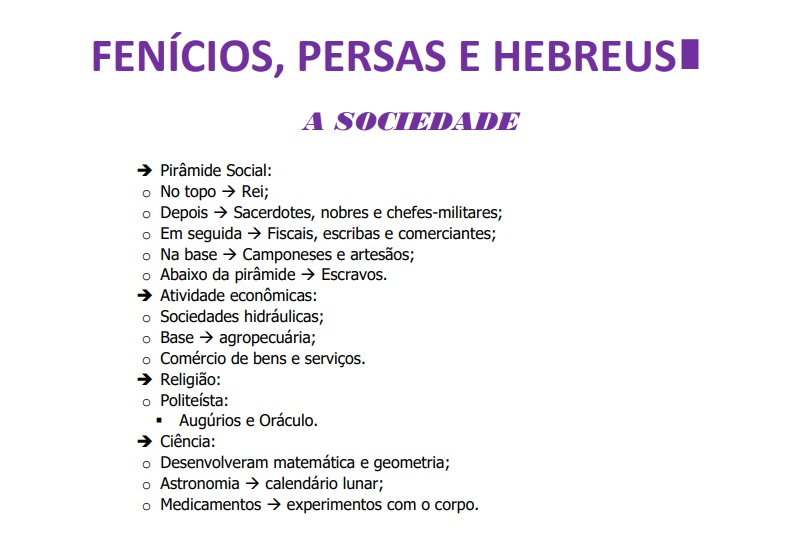 FENÍCIOS, PERSAS E HEBREUS
A SOCIEDADE
➔ Pirâmide Social:
o No topo → Rei;
o Depois → Sacerdotes, nobres e chefes-militares;
o Em seguida → Fiscais, escribas e comerciantes;
o Na base → Camponeses e artesãos;
o Abaixo da pirâmide → Escravos.
➔ Atividade econômicas:
o Sociedades hidráulicas;
o Base → agropecuária;
o Comércio de bens e serviços.
➔ Religião:
o Politeísta:
▪ Augúrios e Oráculo.
➔ Ciência:
o Desenvolveram matemática e geometria;
o Astronomia → calendário lunar;
o Medicamentos → experimentos com o corpo.